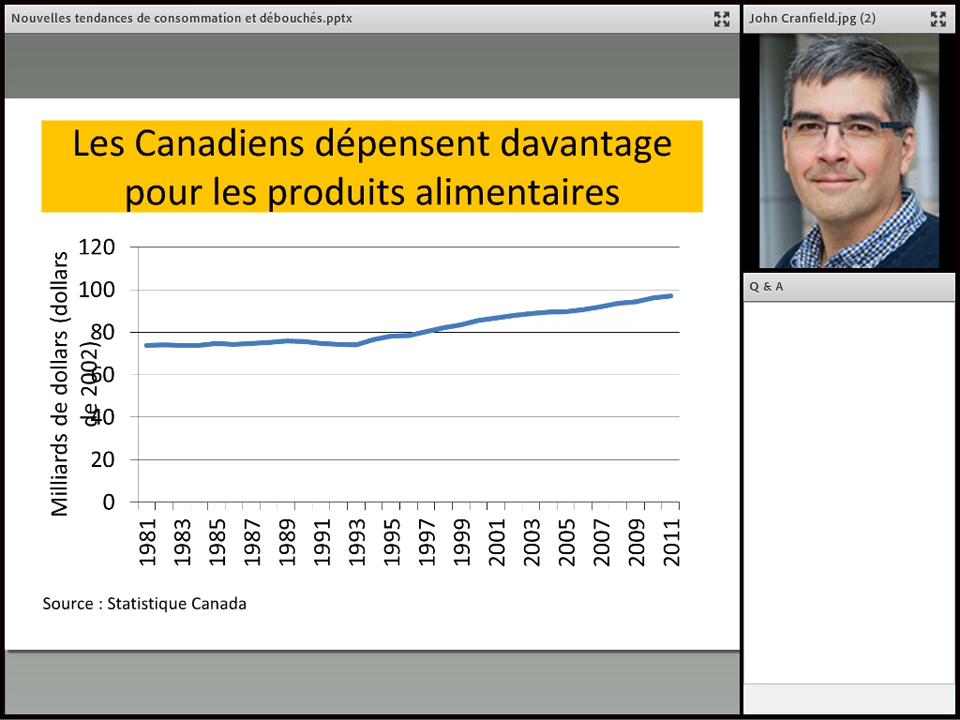 Nouvelles tendances de consommation et débouchés.pptx
John Cranfield.jpg (2)
Les Canadiens dépensent davantage
pour les produits alimentaires
Milliards de dollars (dollars
de 2002)
120
100
80
60
40
20
0
1981
1983
1985
1987
1989
1991
1993
1995
1997
1999
2001
2003
2005
2007
2009
2011
Source : Statistique Canada
Q & A